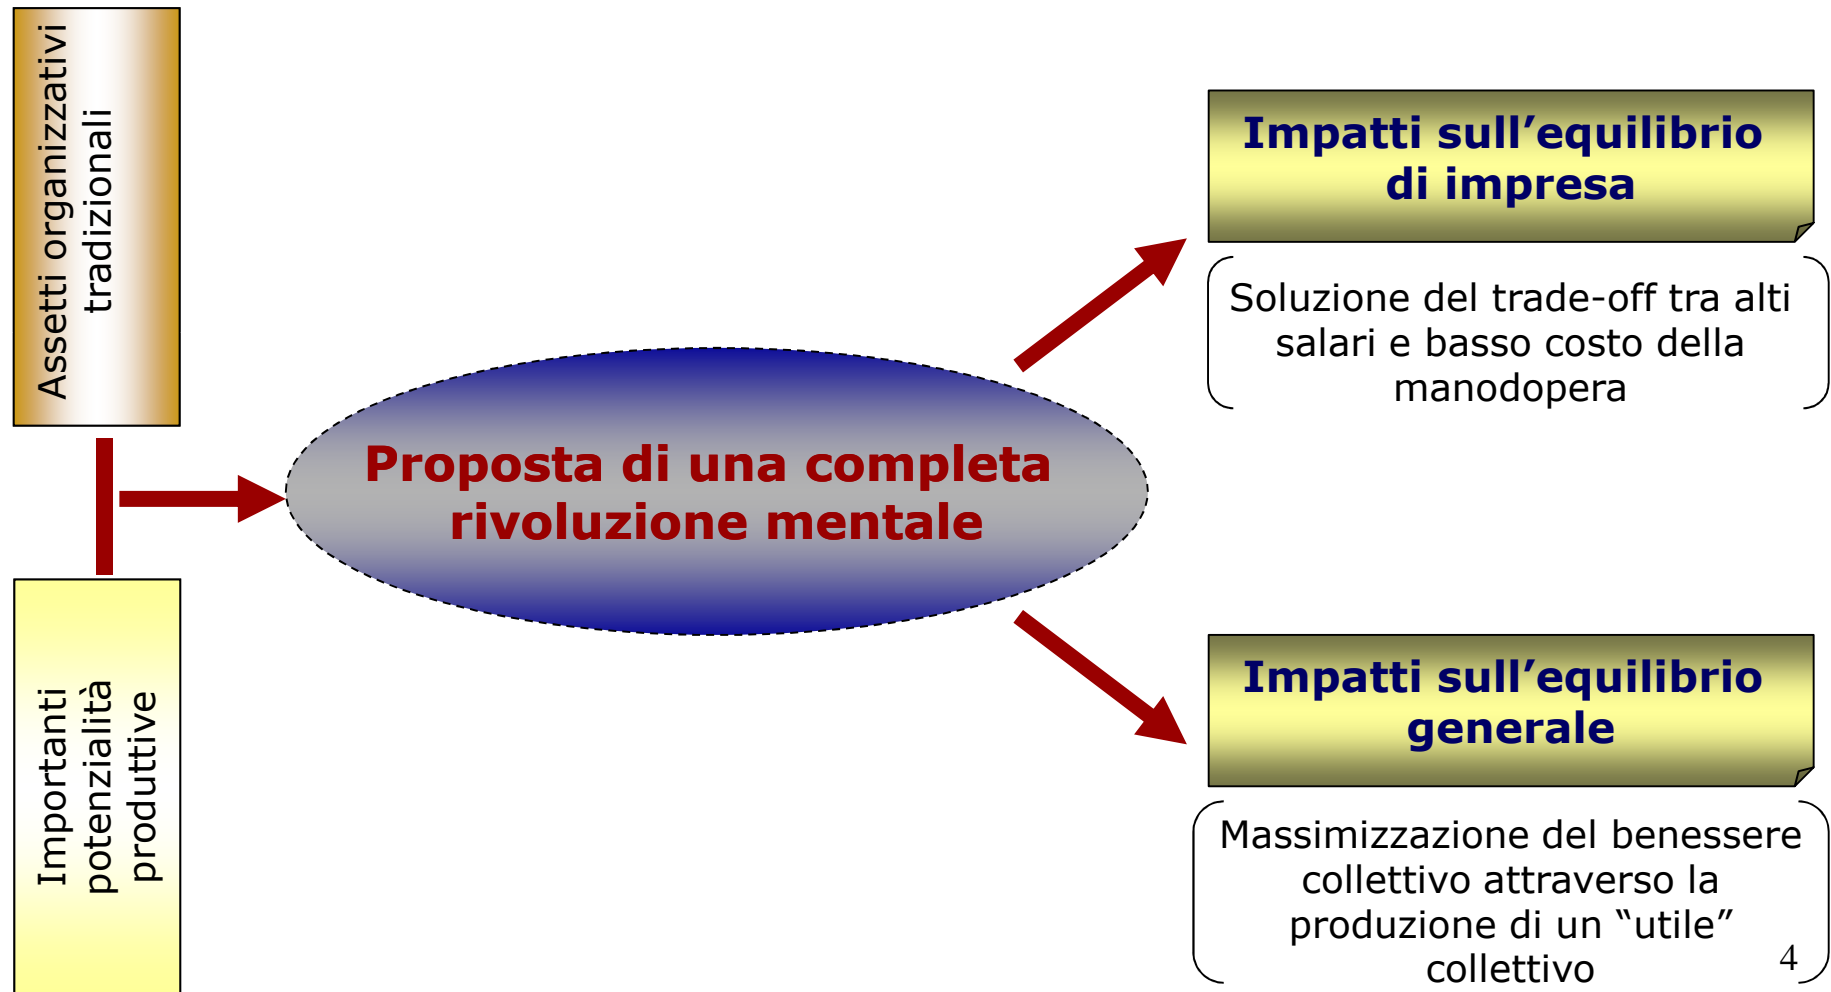 Assetti organizzativi
tradizionali
Importanti
potenzialità
produttive
Proposta di una completa
rivoluzione mentale
Impatti sull’equilibrio
di impresa
Soluzione del trade-off tra alti
salari e basso costo della
manodopera
Impatti sull’equilibrio
generale
Massimizzazione del benessere
collettivo attraverso la
produzione di un “utile”
collettivo
4